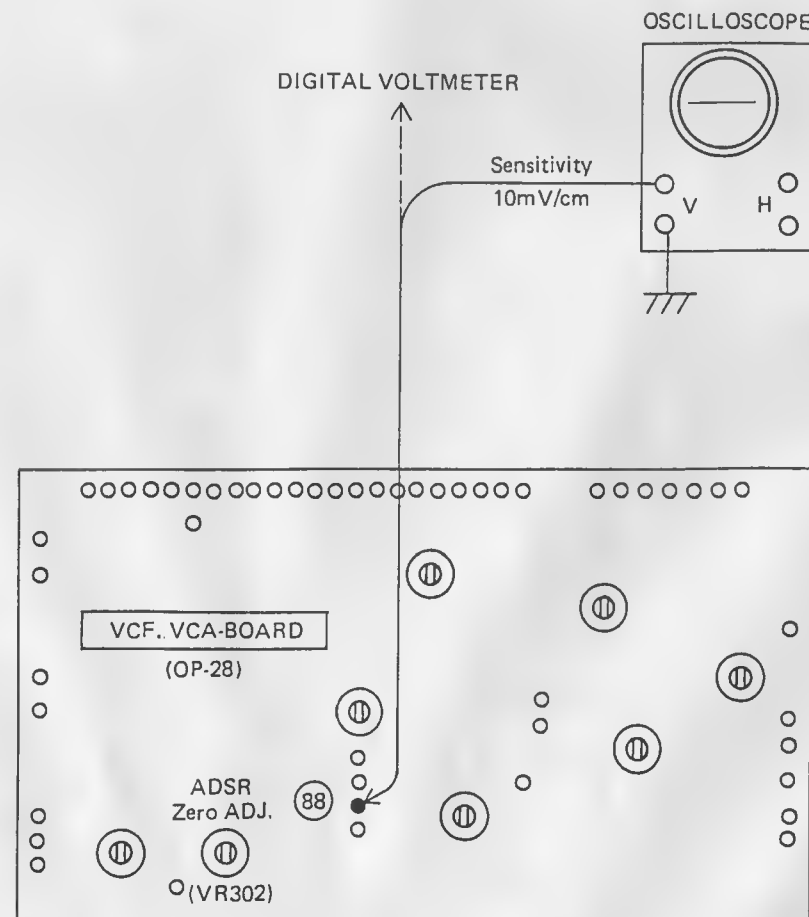 OSCILLOSCOPE
DIGITAL VOLTMETER
Sensitivity
10mV/cm
V
H
VCF.. VCA-BOARD
(OP-28)
ADSR
Zero ADJ.
88
(VR302)